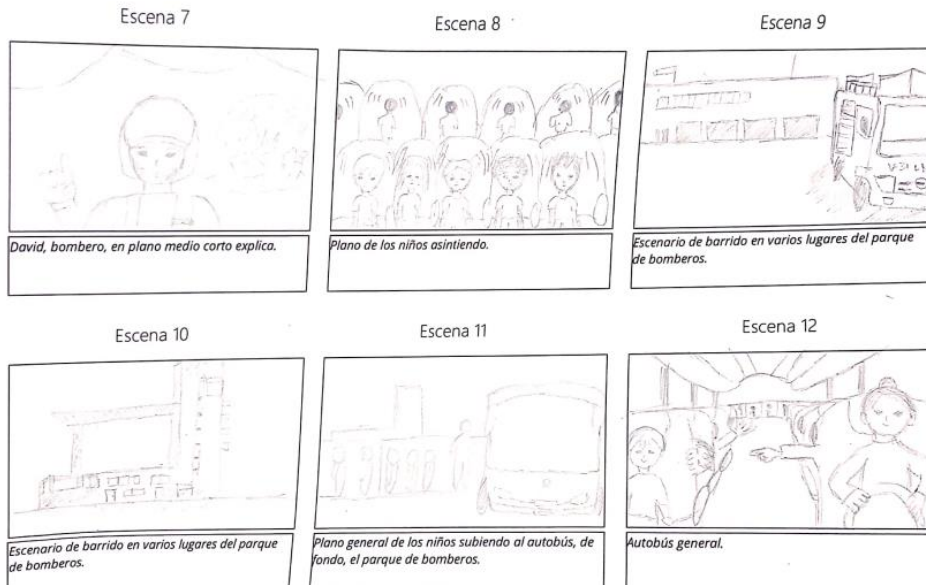 Escena 7
Escena 8
Escena 9
David, bombero, en plano medio corto explica.
Plano de los niños asintiendo.
Escenario de barrido en varios lugares del parque
de bomberos.
Escena 10
Escena 11
Escena 12
Escenario de barrido en varios lugares del parque
de bomberos.
Plano general de los niños subiendo al autobús, de
fondo, el parque de bomberos.
Autobús general.